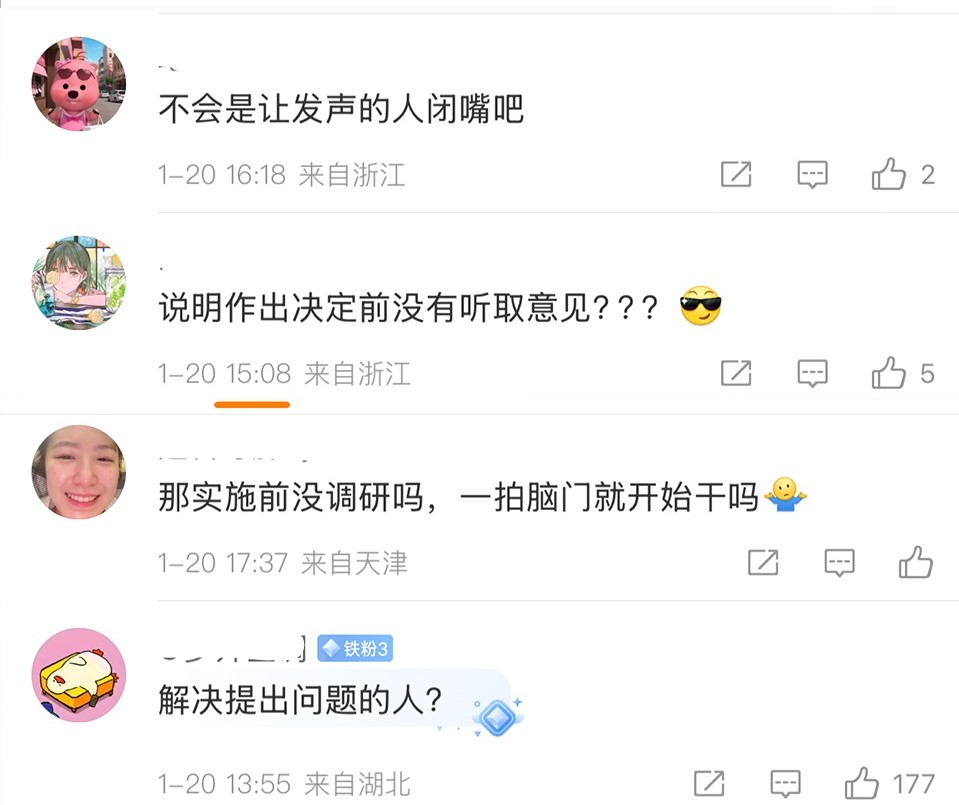 不会是让发声的人闭嘴吧
1-20 16:18 来自浙江
2
说明作出决定前没有听取意见？？？
1-20 15:08 来自浙江
5
那实施前没调研吗，一拍脑门就开始干吗
1-20 17:37 来自天津
铁粉3
解决提出问题的人？
1-20 13:55 来自湖北
177